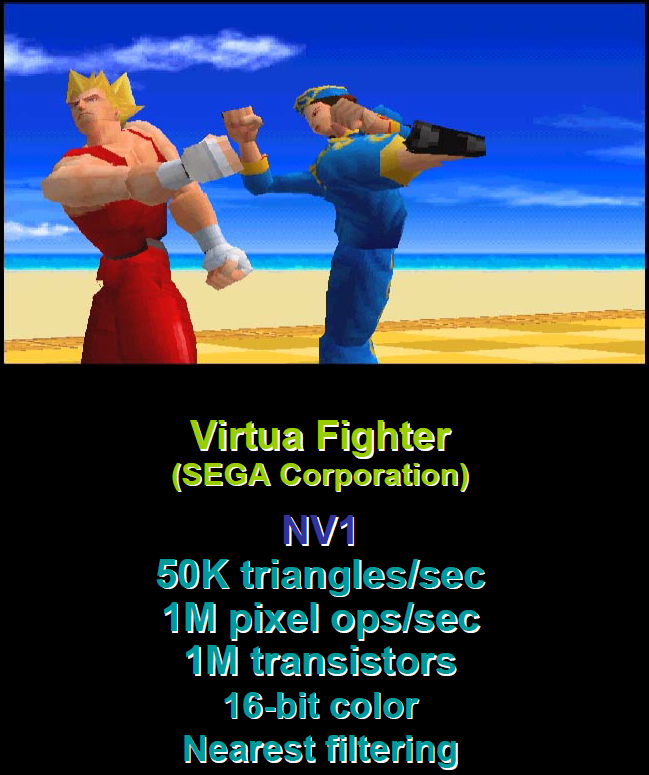 Virtua Fighter
(SEGA Corporation)
NV1
50K triangles/sec
1M pixel ops/sec
1M transistors
16-bit color
Nearest filtering